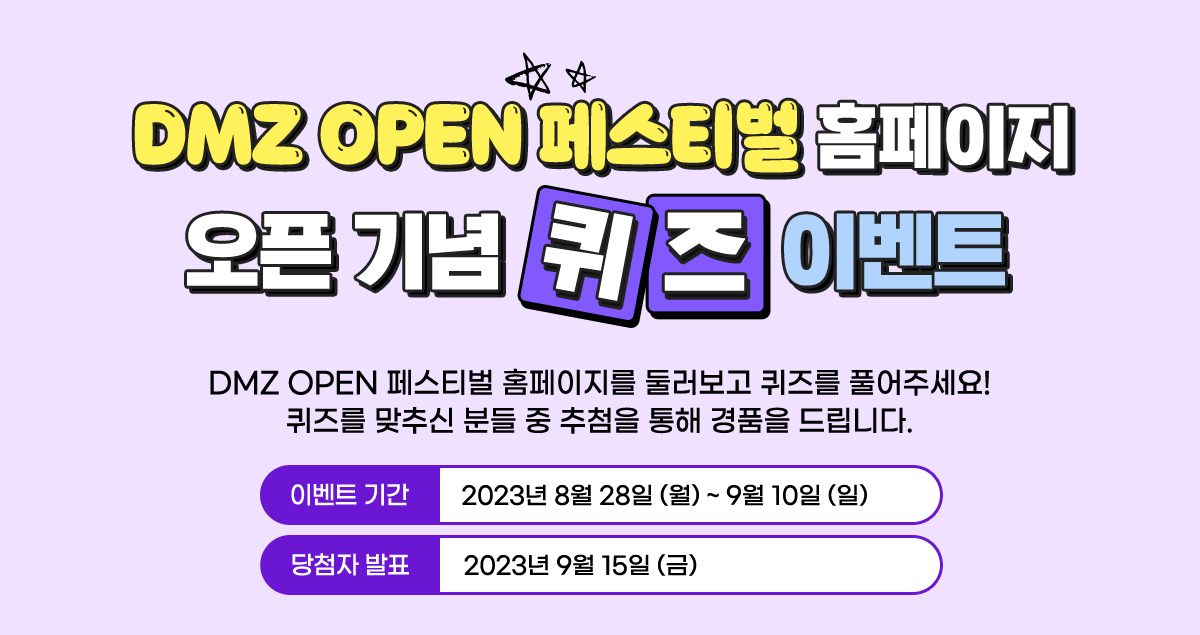 DMZ OPEN 페스티벌 홈페이지
오픈 기념 퀴즈 이벤트
DMZ OPEN 페스티벌 홈페이지를 둘러보고 퀴즈를 풀어주세요!
퀴즈를 맞추신 분들 중 추첨을 통해 경품을 드립니다.
이벤트 기간 2023년 8월 28일 (월) ~ 9월 10일 (일)
당첨자 발표 2023년 9월 15일 (금)